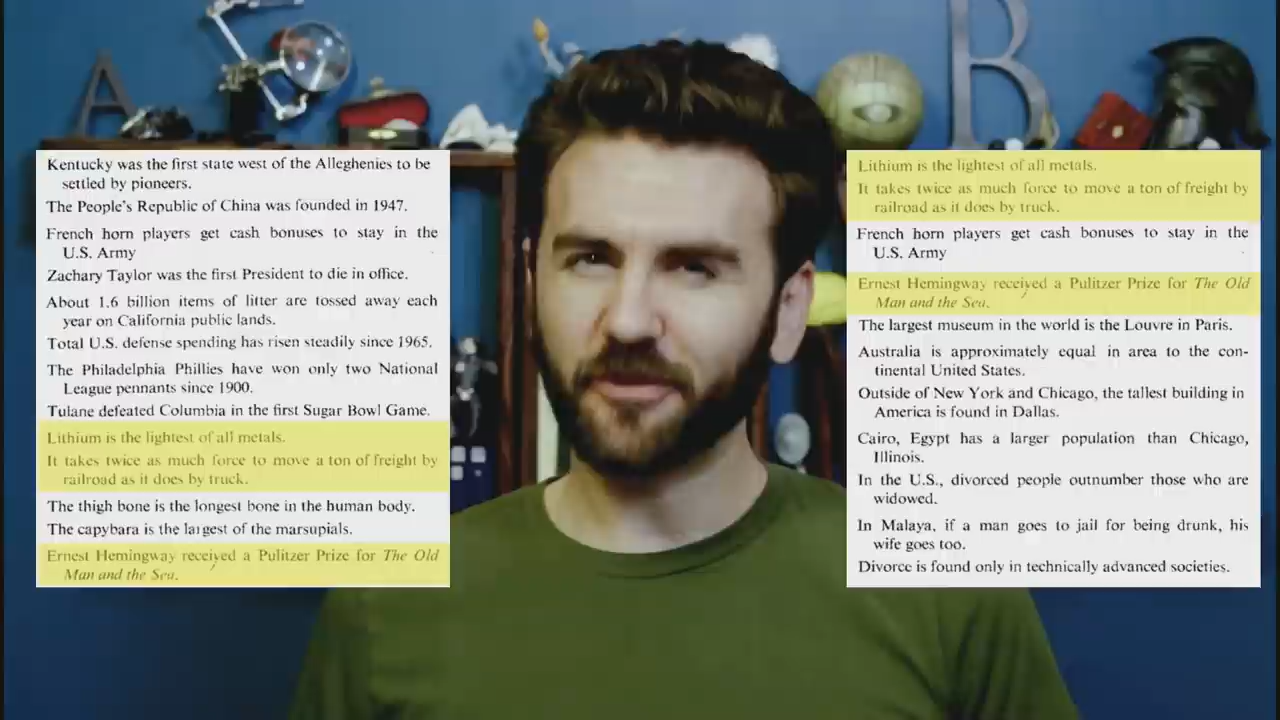 A
B
Kentucky was the first state west of the Alleghenies to be
settled by pioneers.
The People's Republic of China was founded in 1947.
French horn players get cash bonuses to stay in the
U.S. Army
Zachary Taylor was the first President to die in office.
About 1.6 billion items of litter are tossed away each
year on California public lands.
Total U.S. defense spending has risen steadily since 1965.
The Philadelphia Phillies have won only two National
League pennants since 1900.
Tulane defeated Columbia in the first Sugar Bowl Game.
Lithium is the lightest of all metals.
It takes twice as much force to move a ton of freight by
railroad as it does by truck.
The thigh bone is the longest bone in the human body.
The capybara is the largest of the marsupials.
Ernest Hemingway received a Pulitzer Prize for The Old
Man and the Sea.
Lithium is the lightest of all metals.
It takes twice as much force to move a ton of freight by
railroad as it does by truck.
French horn players get cash bonuses to stay in the
U.S. Army
Ernest Hemingway received a Pulitzer Prize for The Old
Man and the Sea.
The largest museum in the world is the Louvre in Paris.
Australia is approximately equal in area to the con-
tinental United States.
Outside of New York and Chicago, the tallest building in
America is found in Dallas.
Cairo, Egypt has a larger population than Chicago,
Illinois.
In the U.S., divorced people outnumber those who are
widowed.
In Malaya, if a man goes to jail for being drunk, his
wife goes too.
Divorce is found only in technically advanced societies.